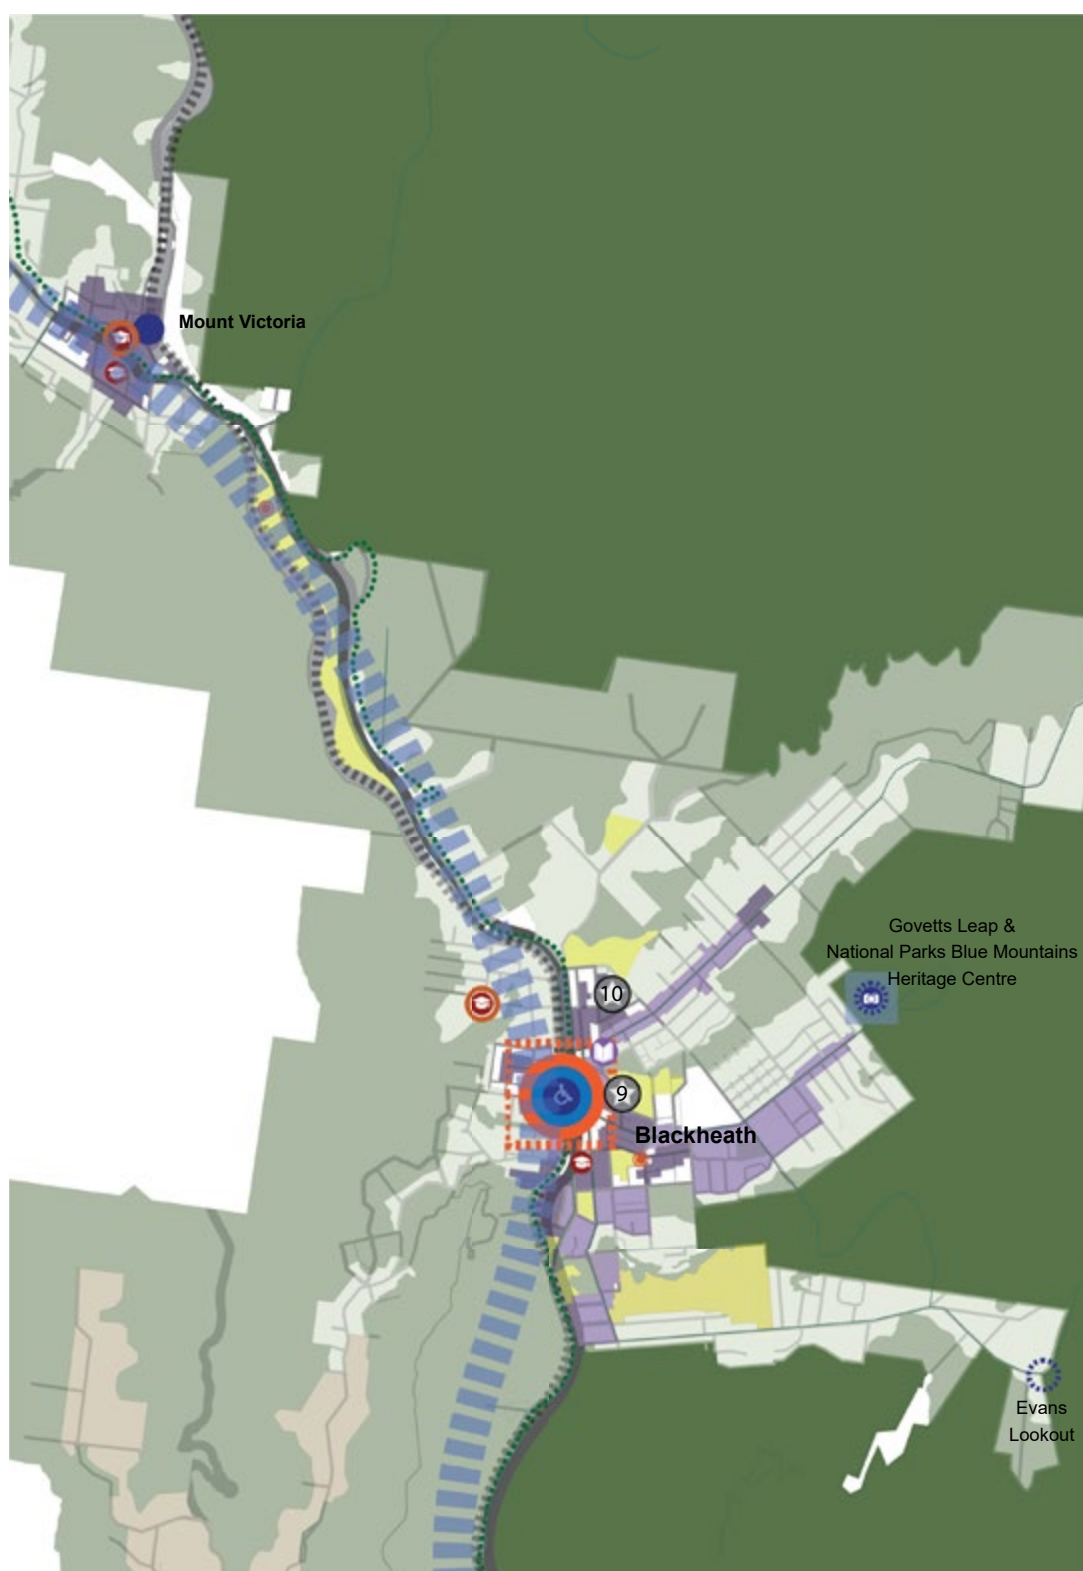 Mount Victoria
Govetts Leap &
National Parks Blue Mountains
Heritage Centre
10
9
Blackheath
Evans
Lookout